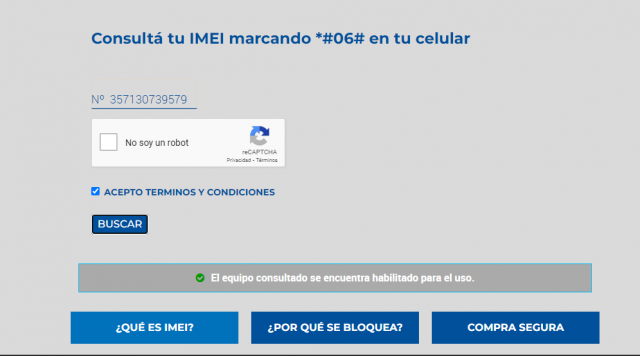 Consultá tu IMEI marcando *#06# en tu celular
Nº 357130739579
No soy un robot
reCAPTCHA
Privacidad - Términos
ACEPTO TERMINOS Y CONDICIONES
BUSCAR
El equipo consultado se encuentra habilitado para el uso.
¿QUÉ ES IMEI?
¿POR QUÉ SE BLOQUEA?
COMPRA SEGURA